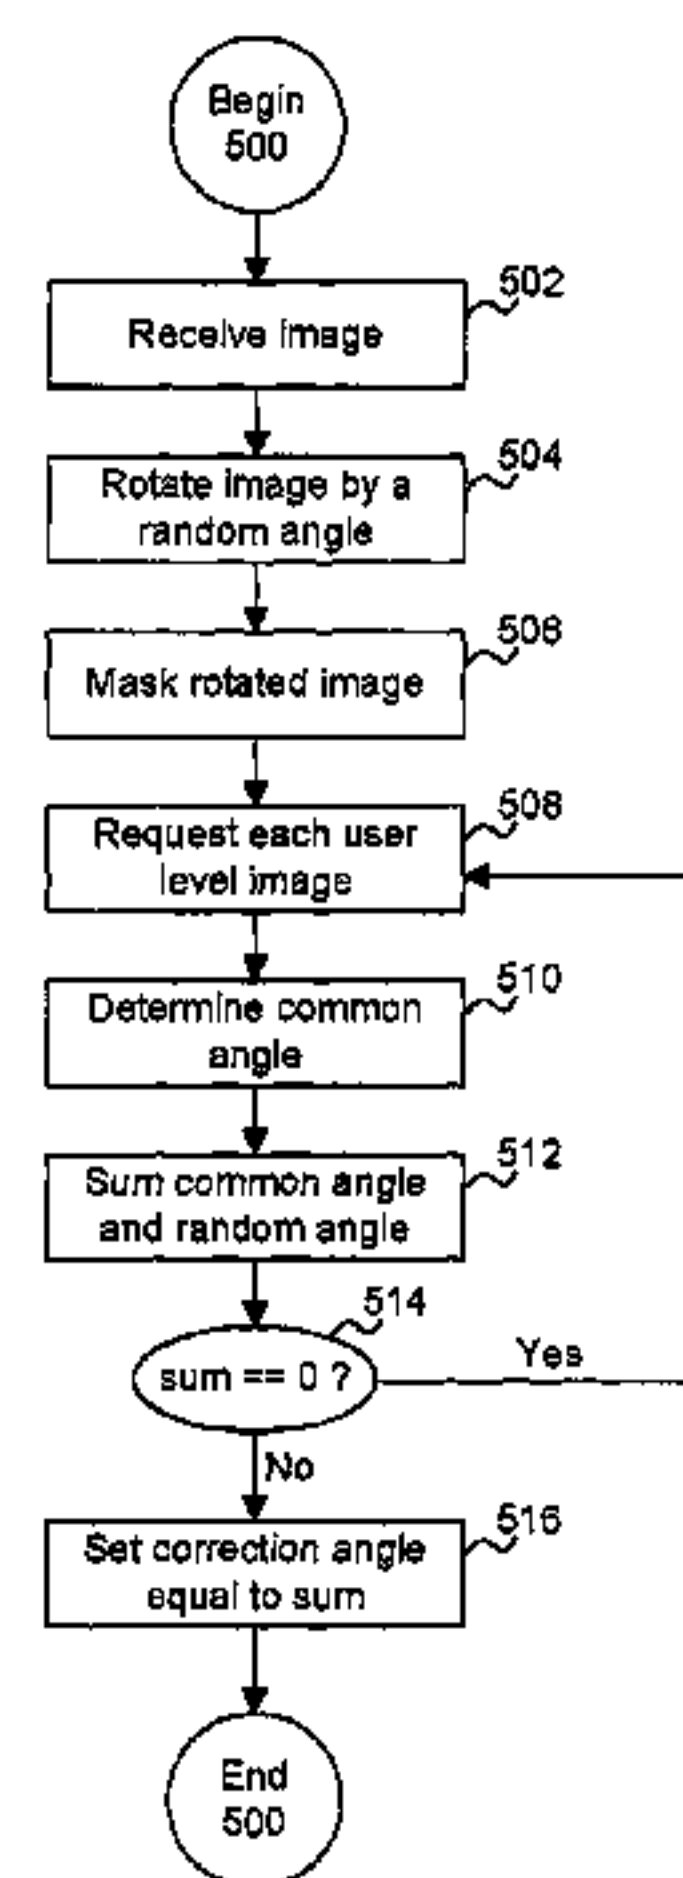 Begin
500
502
Receive image
504
Rotate image by a
random angle
506
Mask rotated image
508
Request each user
level image
510
Determine common
angle
512
Sum common angle
and random angle
514
sum == 0 ?
Yes
No
516
Set correction angle
equal to sum
End
500